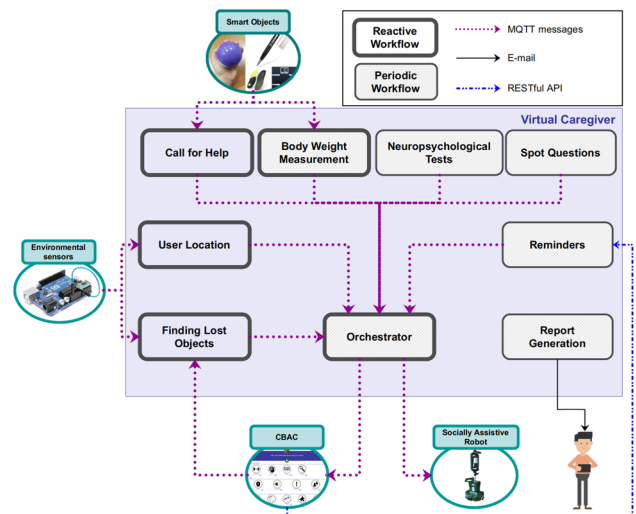 Smart Objects
Reactive
Workflow
Periodic
Workflow
MQTT messages
E-mail
RESTful API
Virtual Caregiver
Call for Help
Body Weight
Measurement
Neuropsychological
Tests
Spot Questions
Environmental
sensors
User Location
Reminders
Finding Lost
Objects
Orchestrator
Report
Generation
CBAC
Socially Assistive
Robot